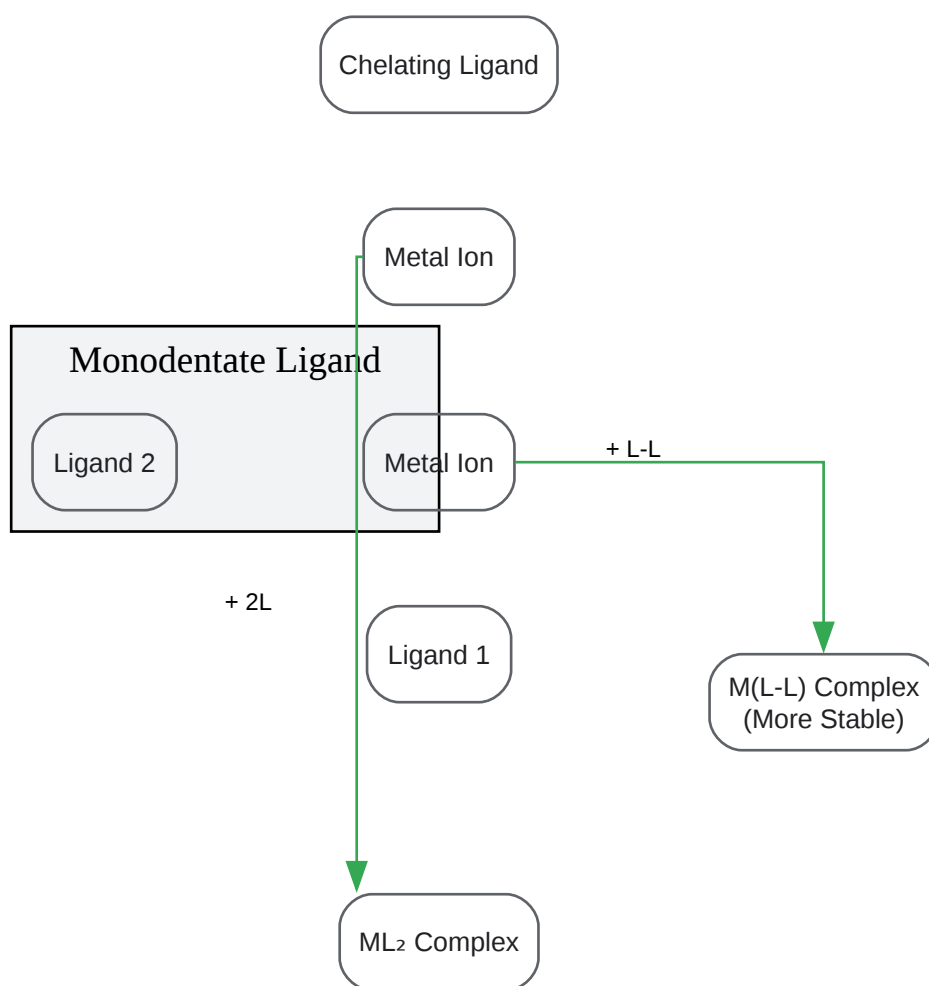 Chelating Ligand
Metal Ion
Monodentate Ligand
Ligand 2
Metal Ion
+ L-L
+ 2L
Ligand 1
M(L-L) Complex
(More Stable)
ML₂ Complex